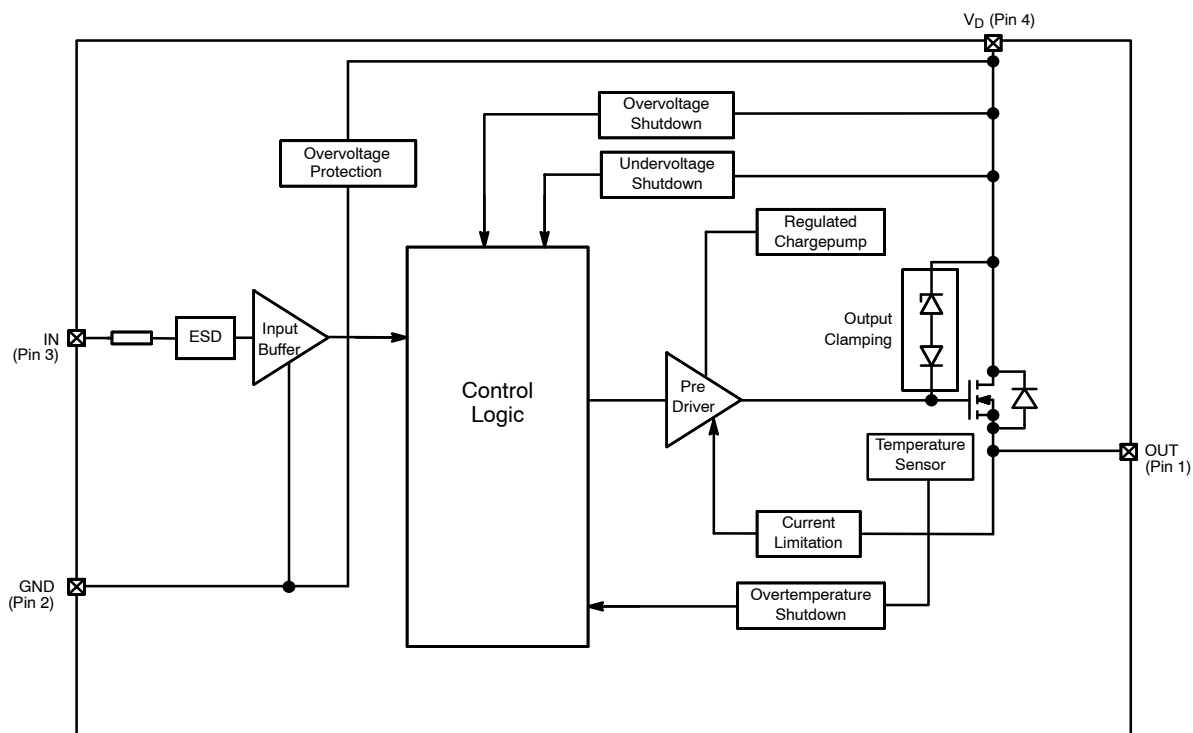 VD (Pin 4)
Overvoltage
Shutdown
Overvoltage
Protection
Undervoltage
Shutdown
Regulated
Chargepump
IN
(Pin 3)
ESD
Input
Buffer
Output
Clamping
Control
Logic
Pre
Driver
Temperature
Sensor
OUT
(Pin 1)
Current
Limitation
GND
(Pin 2)
Overtemperature
Shutdown